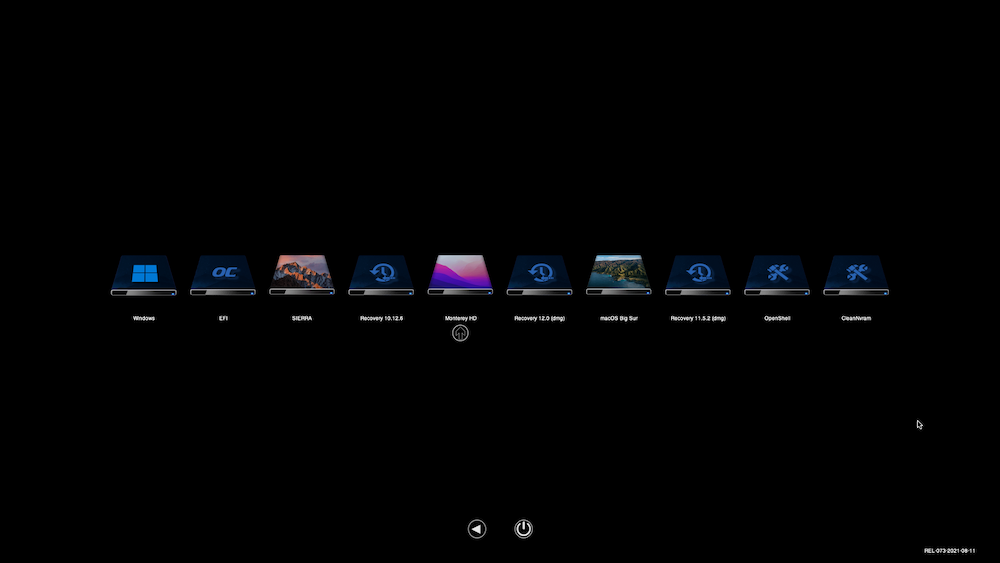 OC
Windows
EFI
SIERRA
Recovery 10.12.6
Monterey HD
Recovery 12.0 (dmg)
macOS Big Sur
Recovery 11.5.2 (dmg)
OpenShell
CleanNvram
REL-073-2021-08-11